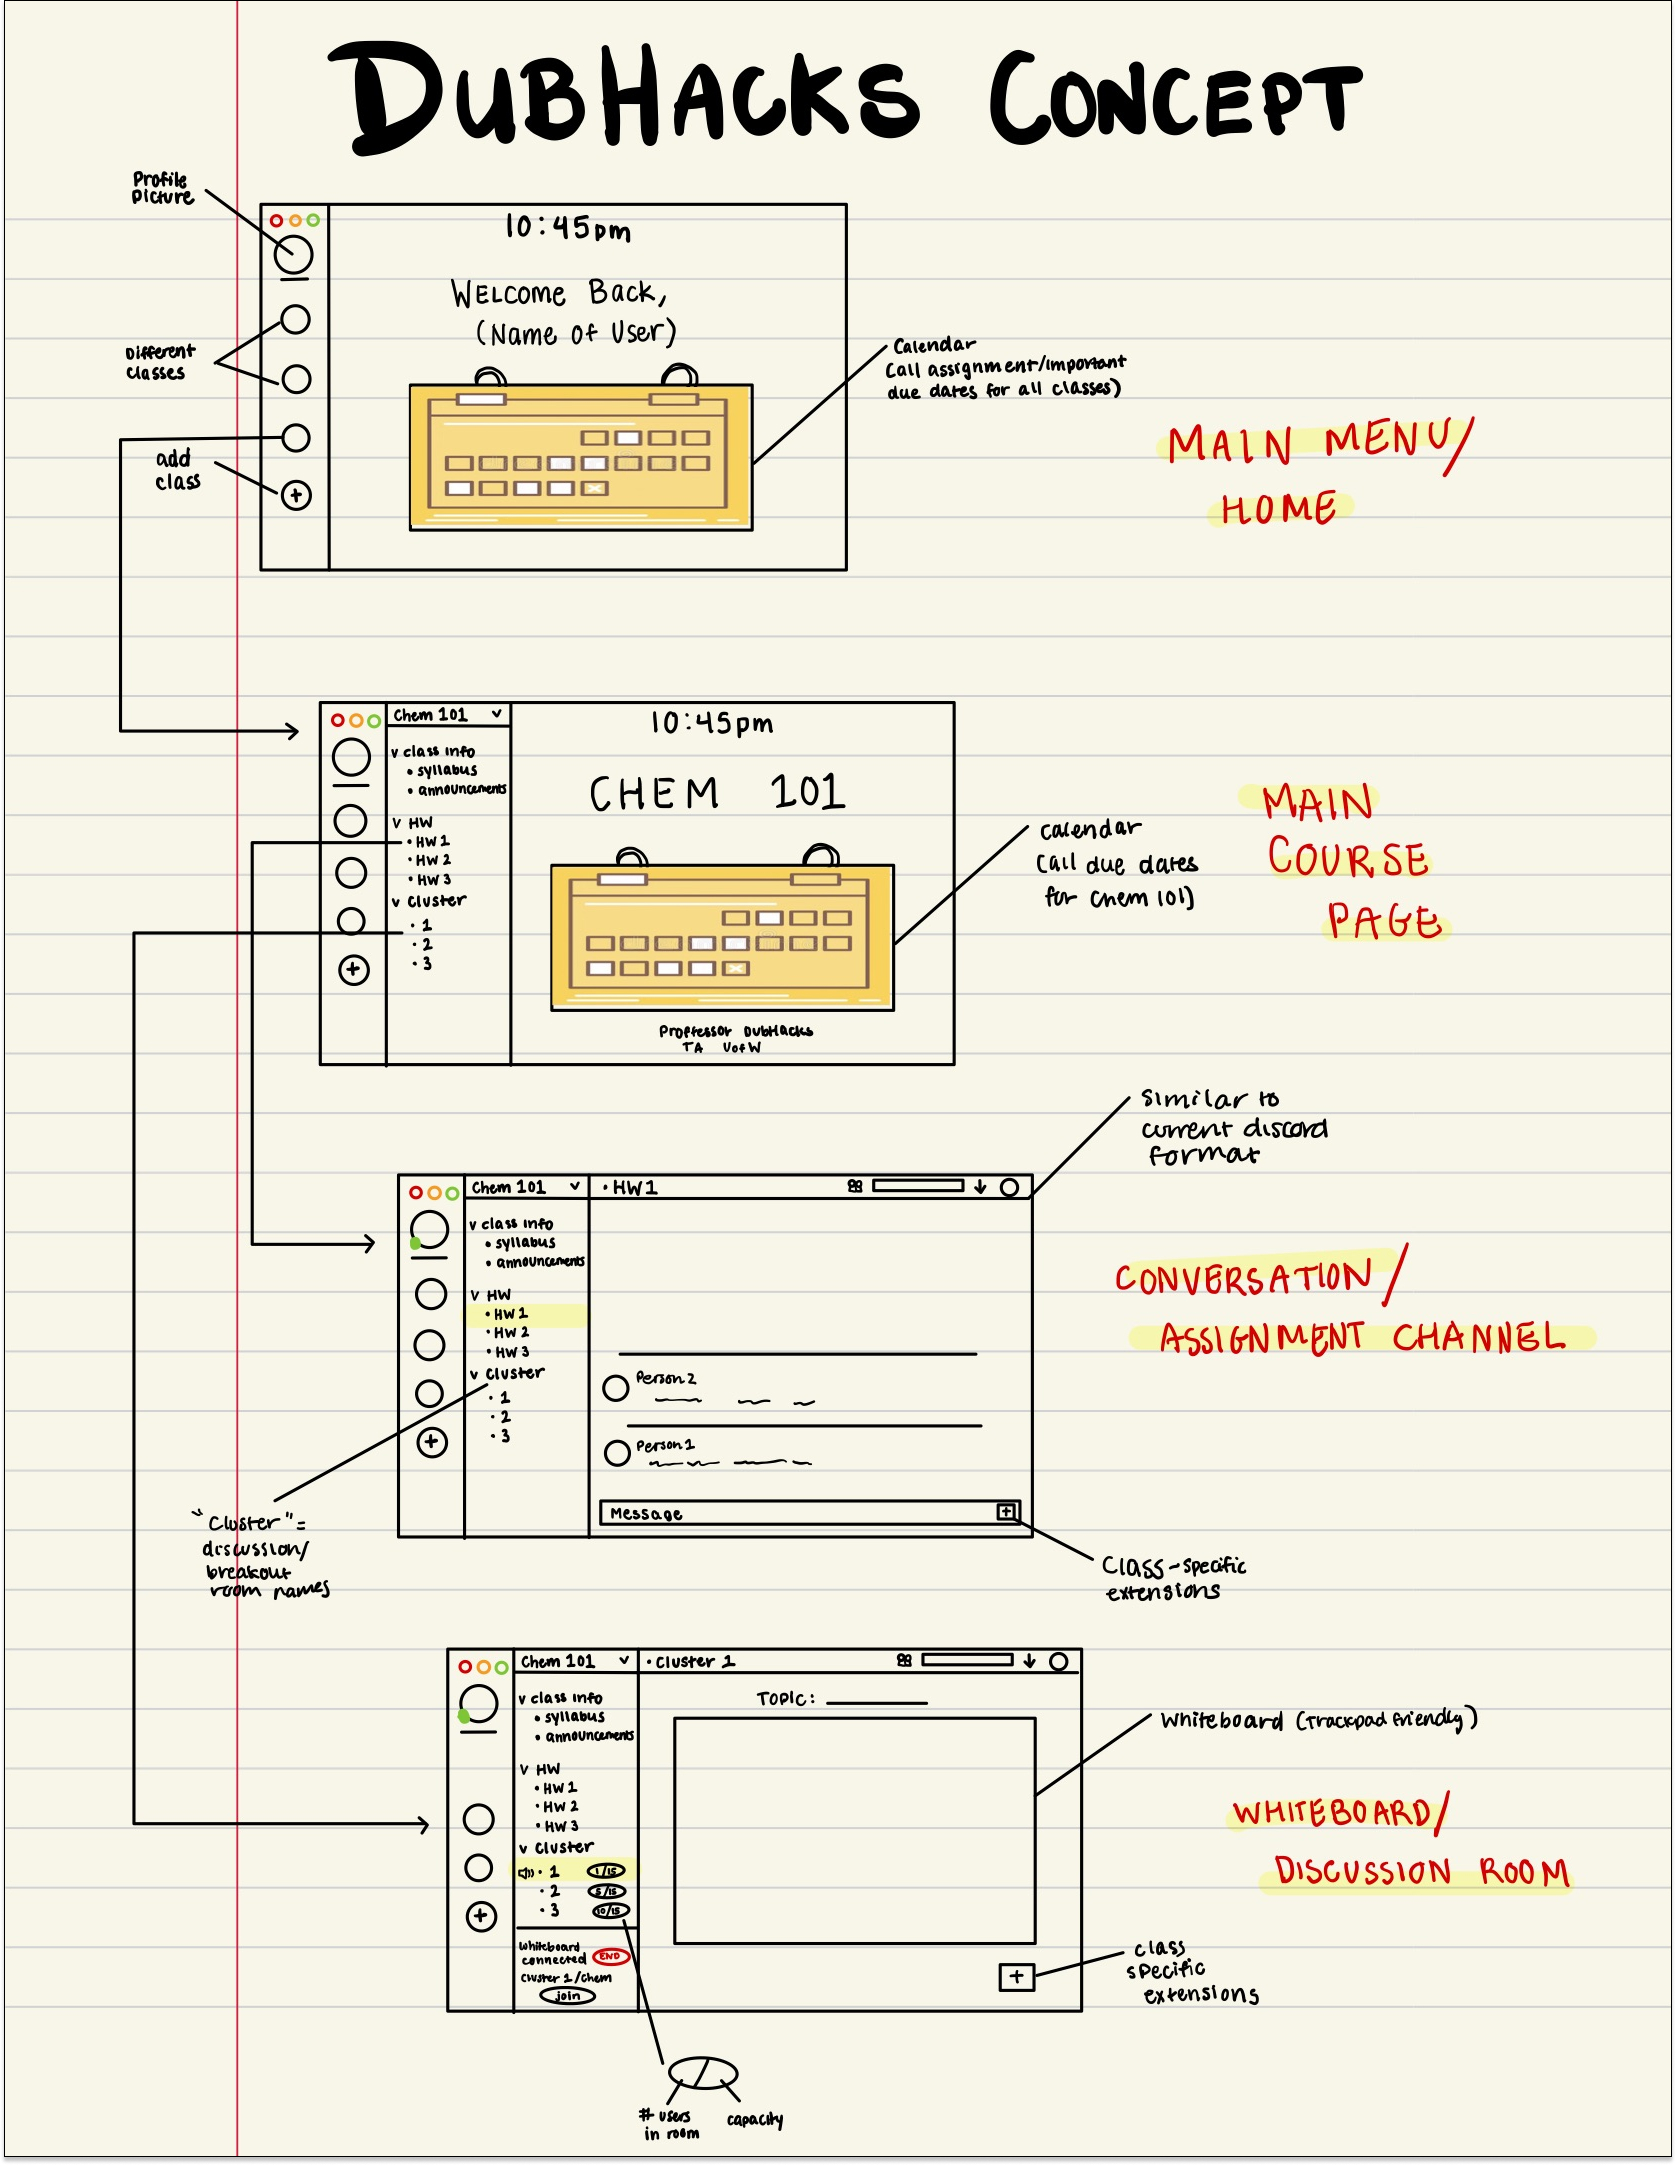 DUBHACKS CONCEPT
Profile
Picture
10:45pm
WELCOME Back,
(Name of User)
Different
classes
add
class
+
Calendar
Call assignment/important
due dates for all classes)
MAIN MENU/
HOME
Chem 101 v
v class info
• syllabus
• announcements
v HW
• HW 1
• HW 2
• HW 3
v cluster
• 1
• 2
• 3
+
10:45pm
CHEM 101
Propfessor DubHacks
TA UofW
calendar
(all due dates
for chem 101)
MAIN
COURSE
PAGE
similar to
current discord
format
Chem 101 v
v class info
• syllabus
• announcements
v HW
• HW 1
• HW 2
• HW 3
v cluster
• 1
• 2
• 3
+
• HW1
Person 2
Person 1
Message +
"Cluster" =
discussion/
breakout
room names
Class-specific
extensions
CONVERSATION/
ASSIGNMENT CHANNEL
Chem 101 v
v class info
• syllabus
• announcements
v HW
• HW 1
• HW 2
• HW 3
v cluster
• 1 1/15
• 2 5/15
• 3 10/15
+
whiteboard
connected END
cluster 1/chem
join
• Cluster 1
TOPIC:
+
whiteboard (trackpad friendly)
WHITEBOARD/
DISCUSSION ROOM
class
specific
extensions
# users
in room
capacity